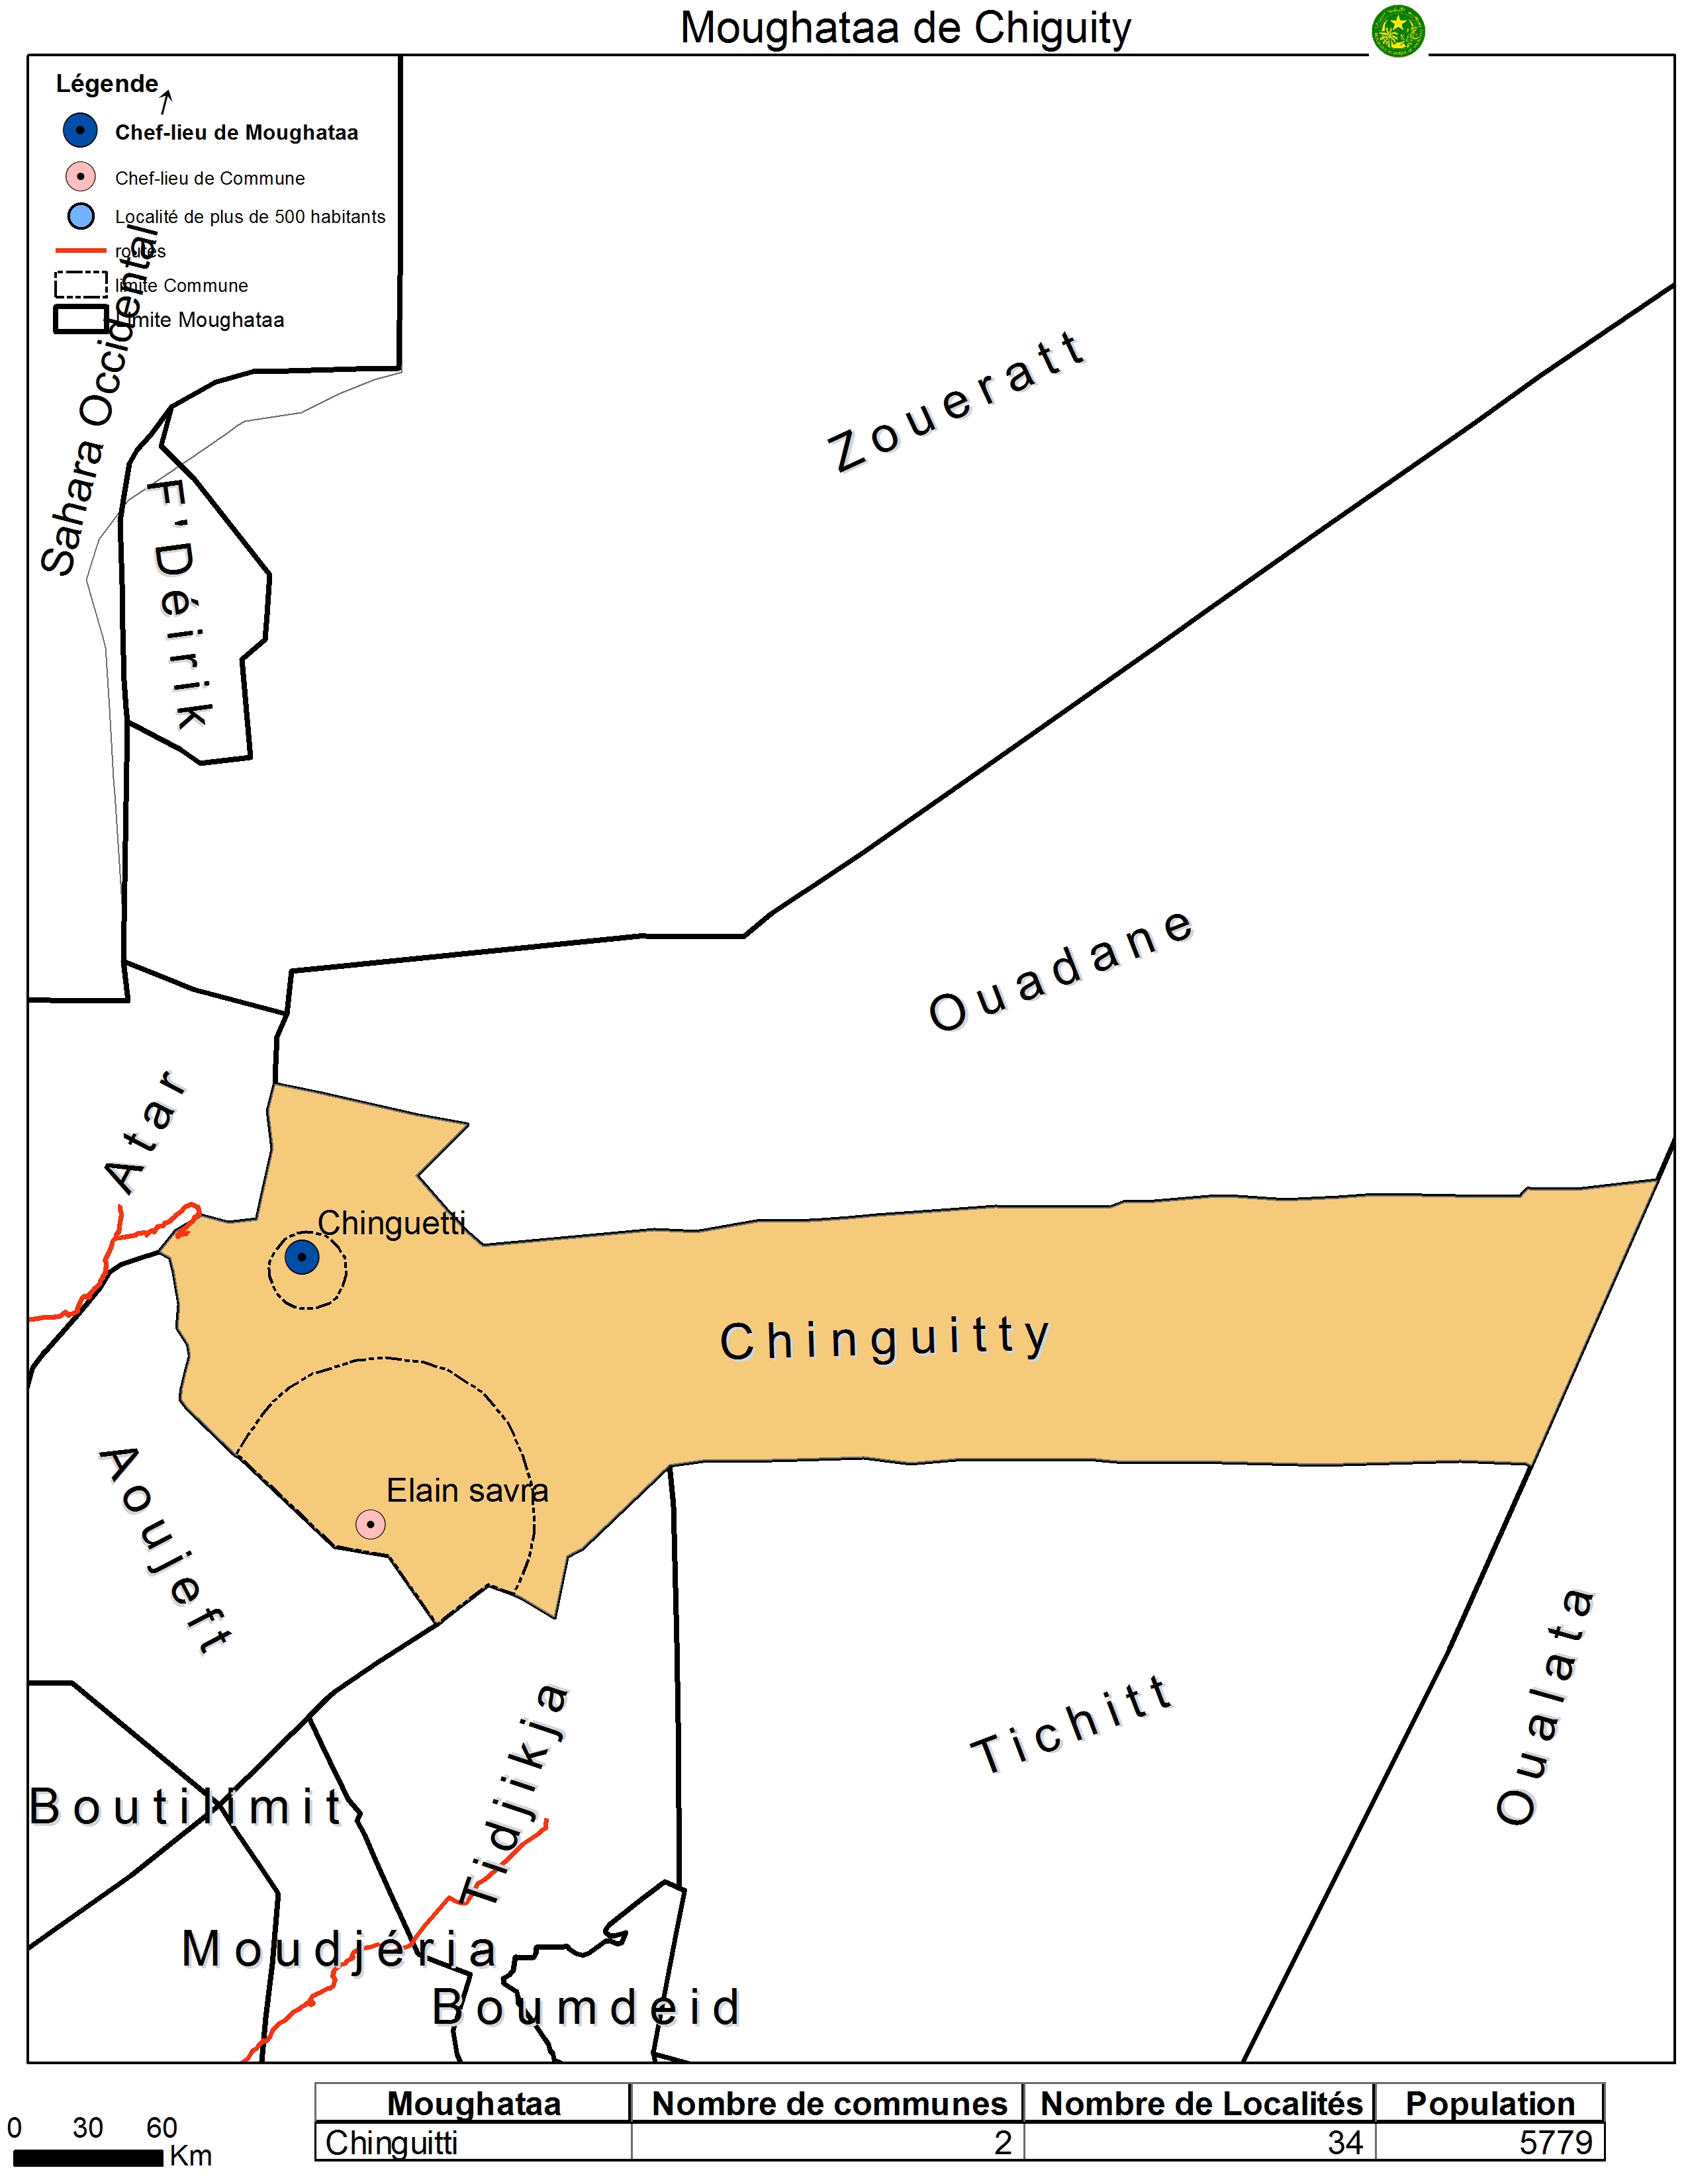 Moughataa de Chiguity
Légende
Chef-lieu de Moughataa
Chef-lieu de Commune
Localité de plus de 500 habitants
routes
limite Commune
Limite Moughataa
Sahara Occidental
Zoueratt
F'Déirik
Ouadane
Atar
Chinguetti
Chinguitty
Aoujeft
Elain savra
Oualata
Tichitt
Tidjikja
Boutilimit
Moudjéria
Boumdeid
0 30 60
Km
Moughataa Nombre de communes Nombre de Localités Population
Chinguitti 2 34 5779